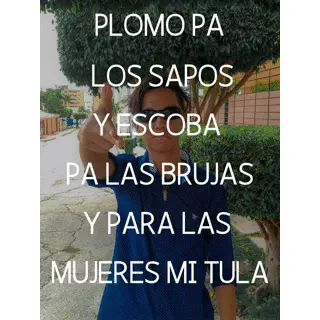 PLOMO PA
LOS SAPOS
Y ESCOBA
PA LAS BRUJAS
Y PARA LAS
MUJERES MI TULA